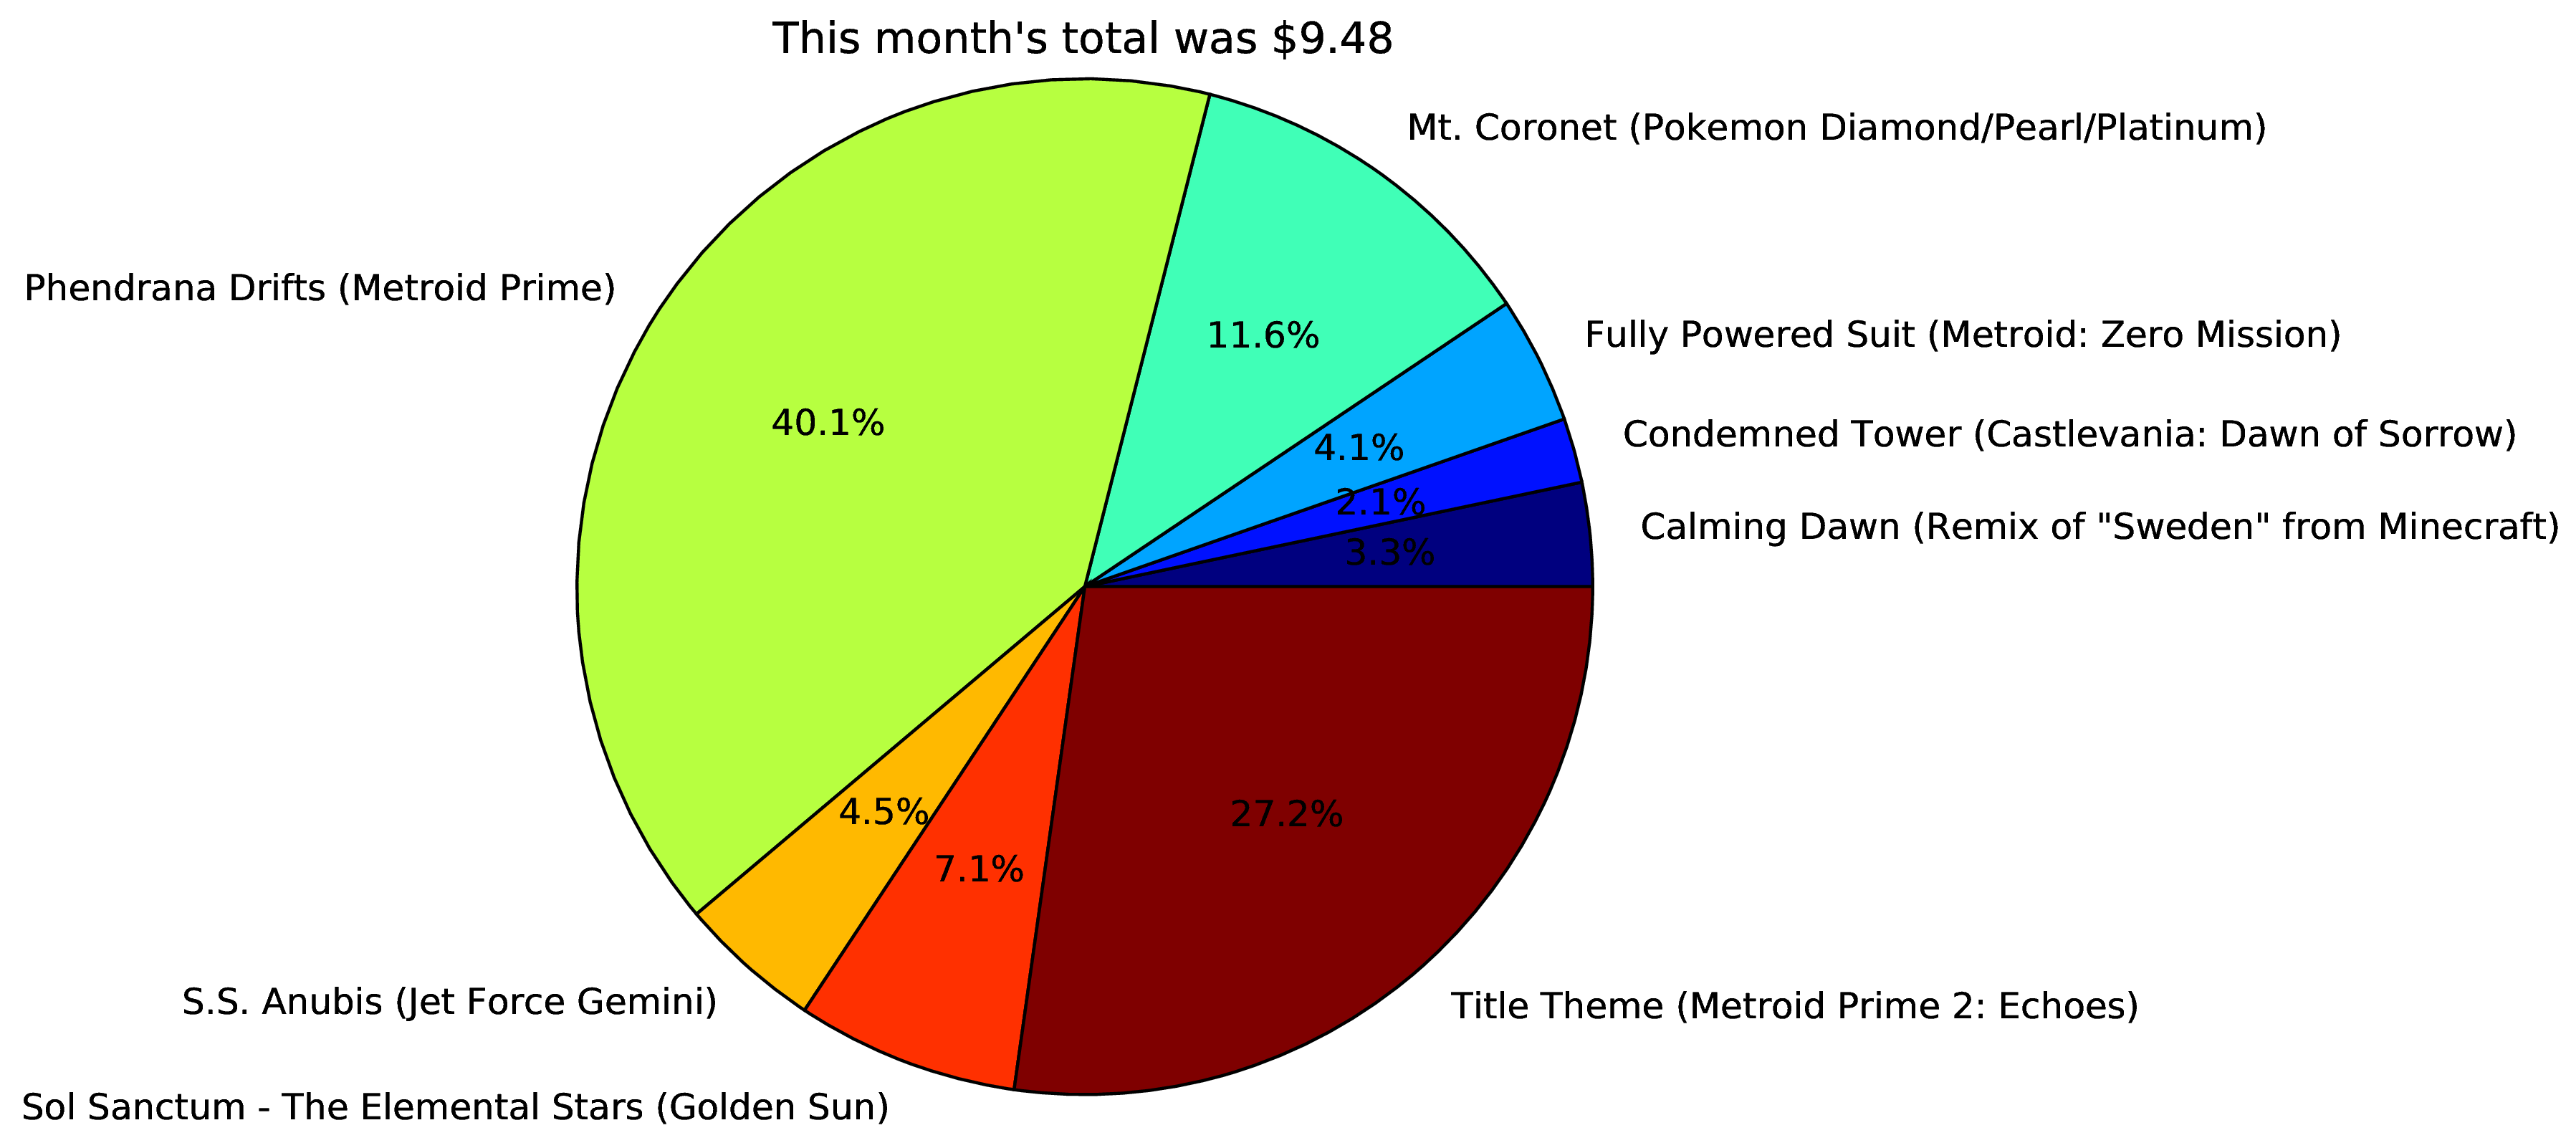 This month's total was $9.48
Mt. Coronet (Pokemon Diamond/Pearl/Platinum)
Phendrana Drifts (Metroid Prime)
11.6%
Fully Powered Suit (Metroid: Zero Mission)
40.1%
4.1%
Condemned Tower (Castlevania: Dawn of Sorrow)
2.1%
Calming Dawn (Remix of "Sweden" from Minecraft)
3.3%
4.5%
27.2%
7.1%
S.S. Anubis (Jet Force Gemini)
Title Theme (Metroid Prime 2: Echoes)
Sol Sanctum - The Elemental Stars (Golden Sun)